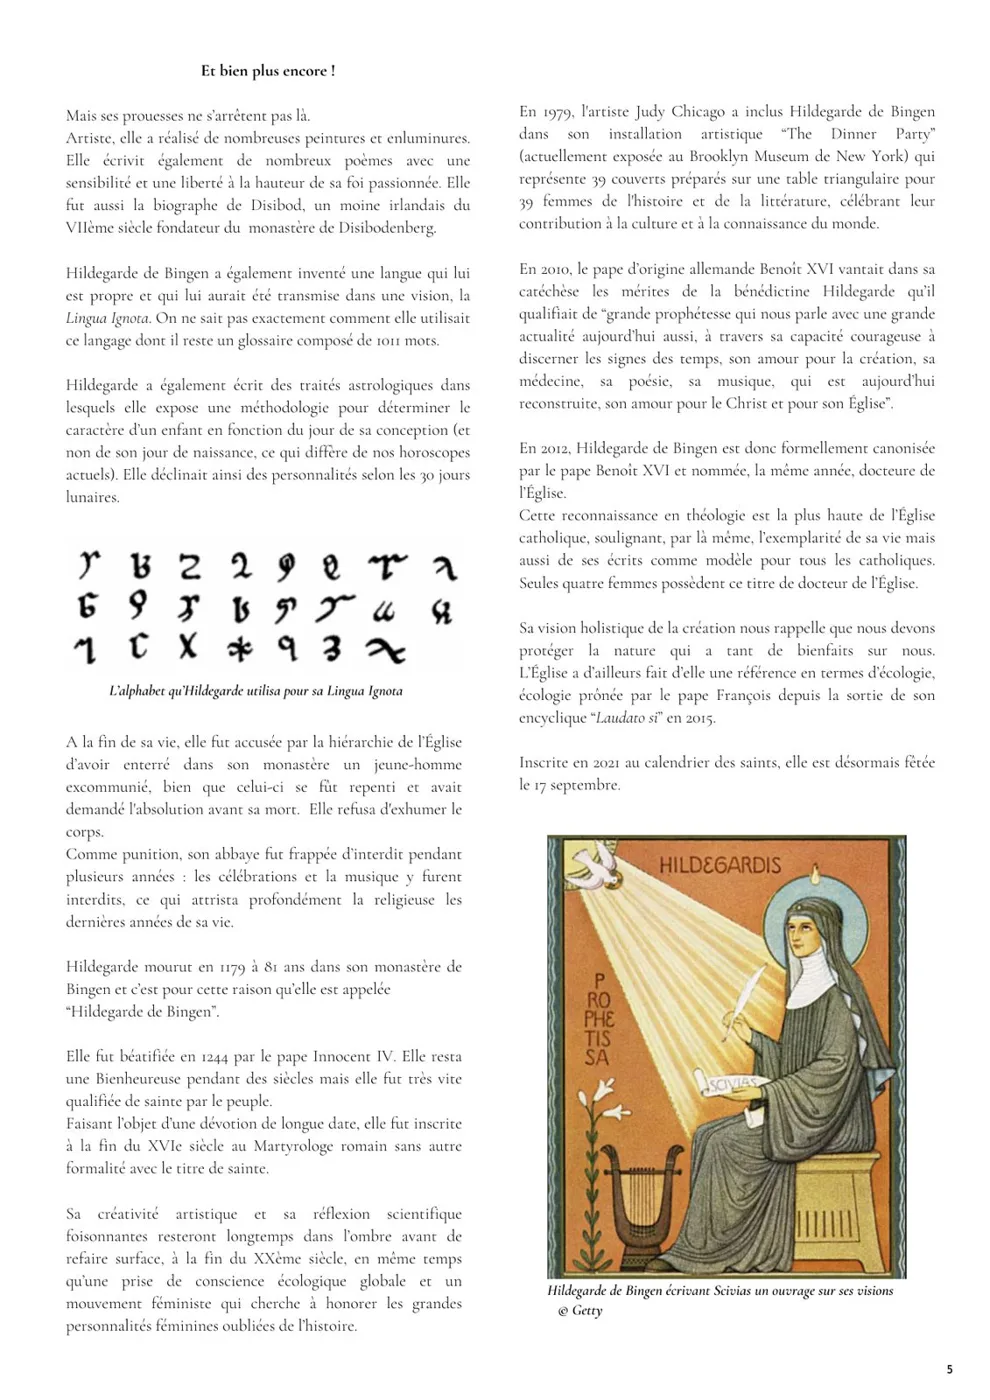 Et bien plus encore !
Mais ses prouesses ne s'arrêtent pas là.
Artiste, elle a réalisé de nombreuses peintures et enluminures.
Elle écrivit également de nombreux poèmes avec une
sensibilité et une liberté à la hauteur de sa foi passionnée. Elle
fut aussi la biographe de Disibod, un moine irlandais du
VIIème siècle fondateur du monastère de Disibodenberg.
Hildegarde de Bingen a également inventé une langue qui lui
est propre et qui lui aurait été transmise dans une vision, la
Lingua Ignota. On ne sait pas exactement comment elle utilisait
ce langage dont il reste un glossaire composé de 1011 mots.
Hildegarde a également écrit des traités astrologiques dans
lesquels elle expose une méthodologie pour déterminer le
caractère d'un enfant en fonction du jour de sa conception (et
non de son jour de naissance, ce qui diffère de nos horoscopes
actuels). Elle déclinait ainsi des personnalités selon les 30 jours
lunaires.
L'alphabet qu'Hildegarde utilisa pour sa Lingua Ignota
A la fin de sa vie, elle fut accusée par la hiérarchie de l'Église
d'avoir enterré dans son monastère un jeune-homme
excommunié, bien que celui-ci se fût repenti et avait
demandé l'absolution avant sa mort. Elle refusa d'exhumer le
corps.
Comme punition, son abbaye fut frappée d'interdit pendant
plusieurs années : les célébrations et la musique y furent
interdits, ce qui attrista profondément la religieuse les
dernières années de sa vie.
Hildegarde mourut en 1179 à 81 ans dans son monastère de
Bingen et c'est pour cette raison qu'elle est appelée
“Hildegarde de Bingen”.
Elle fut béatifiée en 1244 par le pape Innocent IV. Elle resta
une Bienheureuse pendant des siècles mais elle fut très vite
qualifiée de sainte par le peuple.
Faisant l'objet d'une dévotion de longue date, elle fut inscrite
à la fin du XVIe siècle au Martyrologe romain sans autre
formalité avec le titre de sainte.
Sa créativité artistique et sa réflexion scientifique
foisonnantes resteront longtemps dans l'ombre avant de
refaire surface, à la fin du XXème siècle, en même temps
qu'une prise de conscience écologique globale et un
mouvement féministe qui cherche à honorer les grandes
personnalités féminines oubliées de l'histoire.
En 1979, l'artiste Judy Chicago a inclus Hildegarde de Bingen
dans son installation artistique “The Dinner Party”
(actuellement exposée au Brooklyn Museum de New York) qui
représente 39 couverts préparés sur une table triangulaire pour
39 femmes de l'histoire et de la littérature, célébrant leur
contribution à la culture et à la connaissance du monde.
En 2010, le pape d'origine allemande Benoît XVI vantait dans sa
catéchèse les mérites de la bénédictine Hildegarde qu'il
qualifiait de “grande prophétesse qui nous parle avec une grande
actualité aujourd'hui aussi, à travers sa capacité courageuse à
discerner les signes des temps, son amour pour la création, sa
médecine, sa poésie, sa musique, qui est aujourd'hui
reconstruite, son amour pour le Christ et pour son Église”.
En 2012, Hildegarde de Bingen est donc formellement canonisée
par le pape Benoît XVI et nommée, la même année, docteure de
l'Église.
Cette reconnaissance en théologie est la plus haute de l'Église
catholique, soulignant, par là même, l'exemplarité de sa vie mais
aussi de ses écrits comme modèle pour tous les catholiques.
Seules quatre femmes possèdent ce titre de docteur de l'Église.
Sa vision holistique de la création nous rappelle que nous devons
protéger la nature qui a tant de bienfaits sur nous.
L'Église a d'ailleurs fait d'elle une référence en termes d'écologie,
écologie prônée par le pape François depuis la sortie de son
encyclique “Laudato si” en 2015.
Inscrite en 2021 au calendrier des saints, elle est désormais fêtée
le 17 septembre.
HILDEGARDIS
P
RO
PHE
TIS
SA
SCIVIAS
Hildegarde de Bingen écrivant Scivias un ouvrage sur ses visions
@ Getty
5